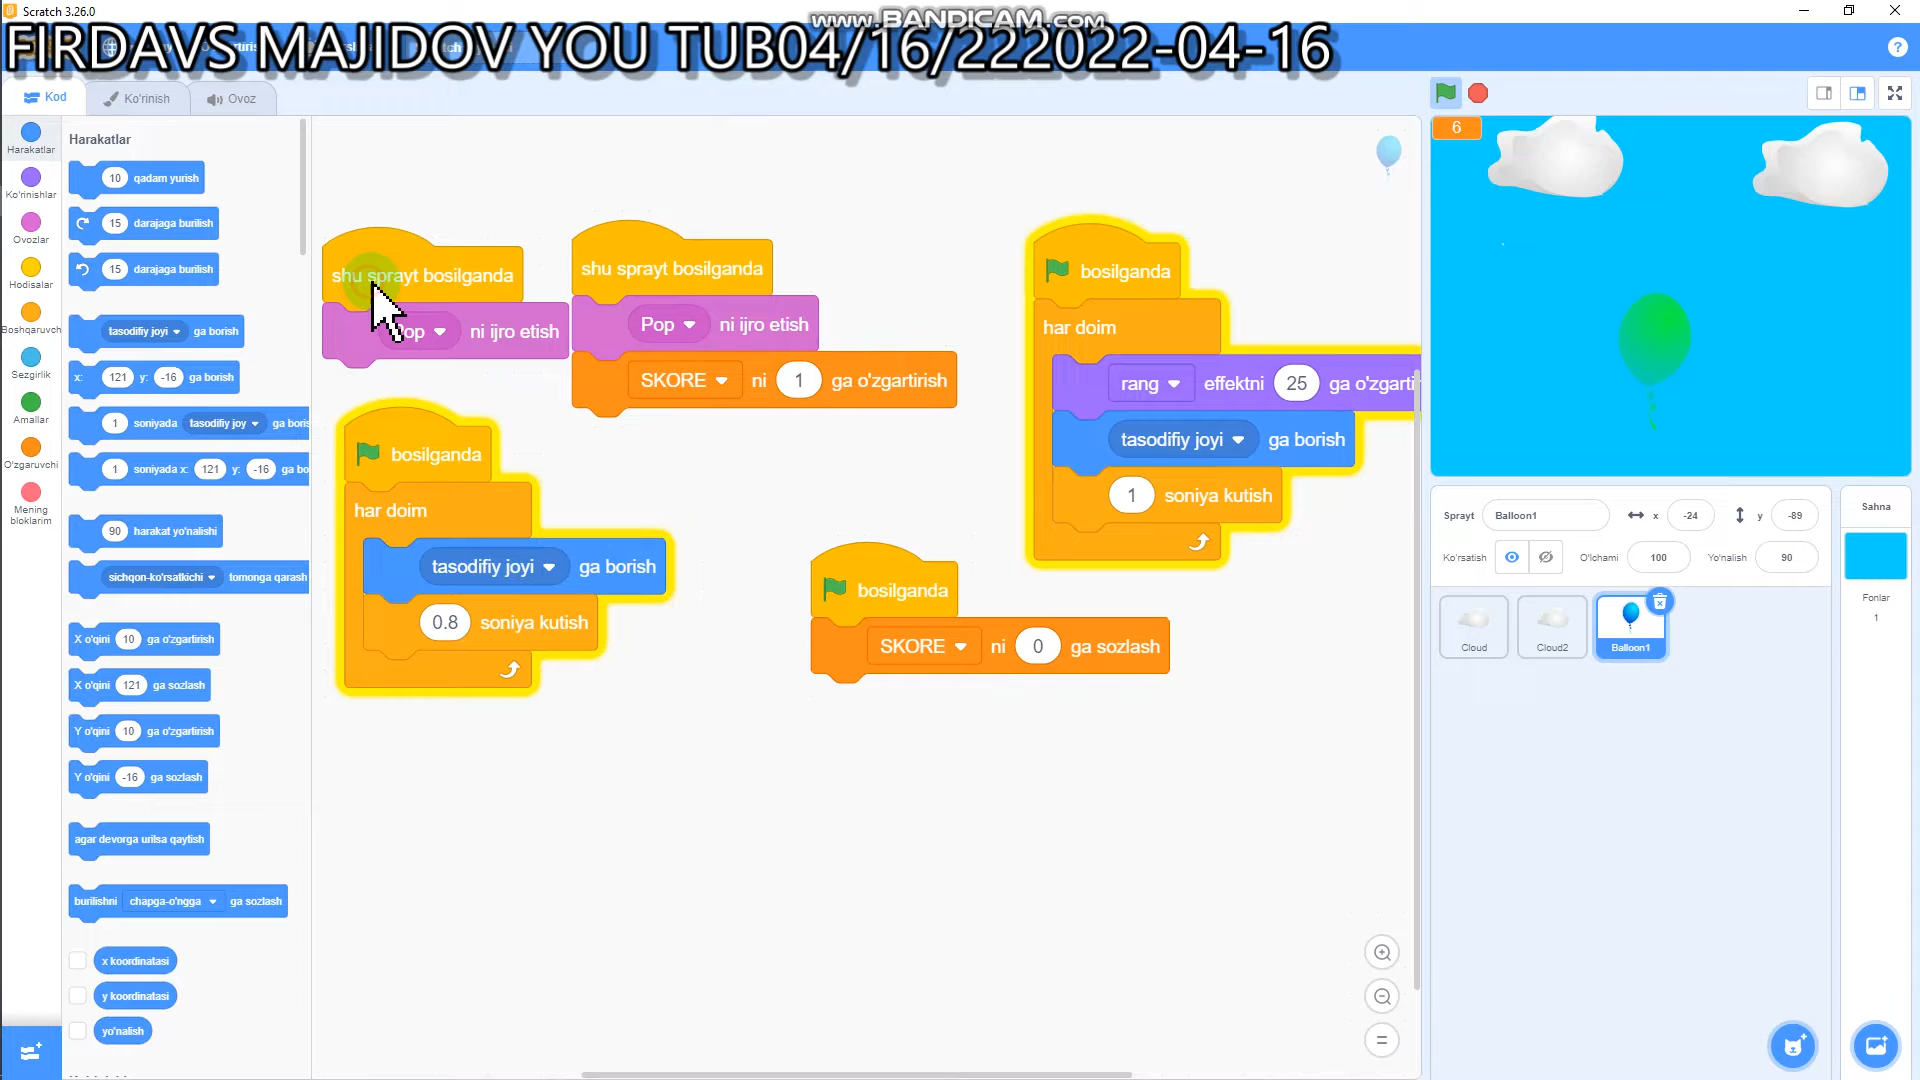 Scratch 3.26.0
www.BANDICAM.com
FIRDAVS MAJIDOV YOU TUB04/16/222022-04-16
Kod
Ko'rinish
Ovoz
Harakatlar
Ko'rinishlar
Ovozlar
Hodisalar
Boshqaruvch
Sezgirlik
Amallar
O'zgaruvchi
Mening bloklarim
Harakatlar
10 qadam yurish
15 darajaga burilish
15 darajaga burilish
tasodifiy joyi ga borish
x: 121 y: -16 ga borish
1 soniyada tasodifiy joy ga boris
1 soniyada x: 121 y: -16 ga bo
90 harakat yo'nalishi
sichqon-ko'rsatkichi tomonga qarash
X o'qini 10 ga o'zgartirish
X o'qini 121 ga sozlash
Y o'qini 10 ga o'zgartirish
Y o'qini -16 ga sozlash
agar devorga urilsa qaytish
burilishni chapga-o'ngga ga sozlash
x koordinatasi
y koordinatasi
yo'nalish
shu sprayt bosilganda
op ni ijro etish
shu sprayt bosilganda
Pop ni ijro etish
SKORE ni 1 ga o'zgartirish
bosilganda
har doim
tasodifiy joyi ga borish
0.8 soniya kutish
bosilganda
har doim
rang effektni 25 ga o'zgarti
tasodifiy joyi ga borish
1 soniya kutish
bosilganda
SKORE ni 0 ga sozlash
6
Sprayt Balloon1 x -24 y -89
Ko'rsatish O'lchami 100 Yo'nalish 90
Cloud
Cloud2
Balloon1
Sahna
Fonlar
1